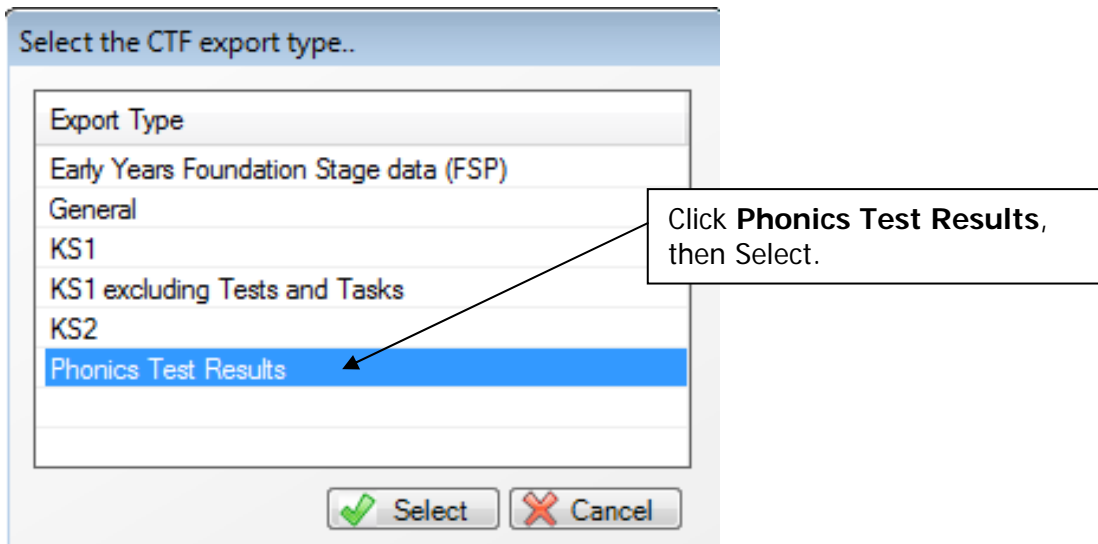 Select the CTF export type..
Export Type
Early Years Foundation Stage data (FSP)
General
KS1
KS1 excluding Tests and Tasks
KS2
Phonics Test Results
Click Phonics Test Results,
then Select.
Select
Cancel